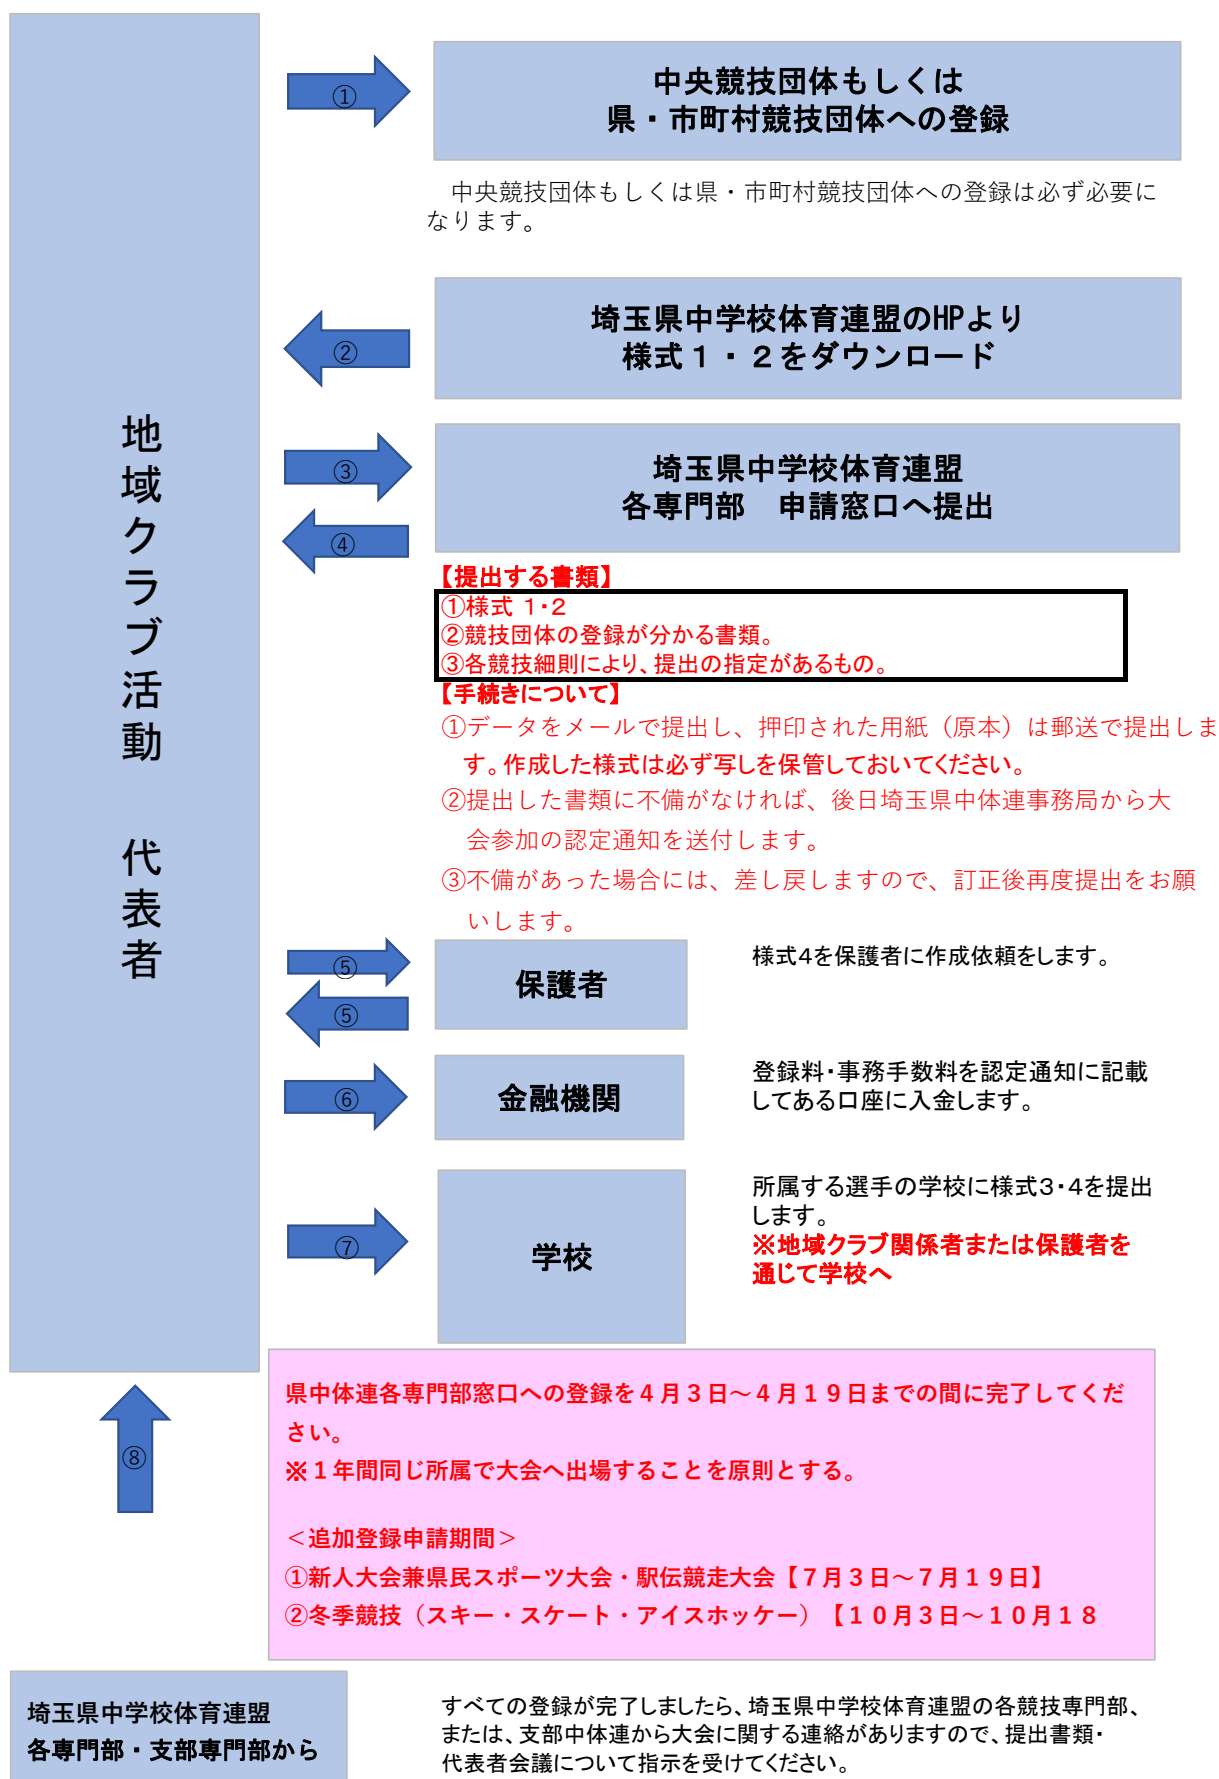 地域クラブ活動　代表者
①
中央競技団体もしくは
県・市町村競技団体への登録
中央競技団体もしくは県・市町村競技団体への登録は必ず必要に
なります。
②
埼玉県中学校体育連盟のHPより
様式１・２をダウンロード
③
④
埼玉県中学校体育連盟
各専門部　申請窓口へ提出
【提出する書類】
①様式 1・2
②競技団体の登録が分かる書類。
③各競技細則により、提出の指定があるもの。
【手続きについて】
①データをメールで提出し、押印された用紙（原本）は郵送で提出しま
す。作成した様式は必ず写しを保管しておいてください。
②提出した書類に不備がなければ、後日埼玉県中体連事務局から大
会参加の認定通知を送付します。
③不備があった場合には、差し戻しますので、訂正後再度提出をお願
いします。
⑤
⑤
保護者
様式4を保護者に作成依頼をします。
⑥
金融機関
登録料・事務手数料を認定通知に記載
してある口座に入金します。
⑦
学校
所属する選手の学校に様式3・4を提出
します。
※地域クラブ関係者または保護者を
通じて学校へ
⑧
県中体連各専門部窓口への登録を４月３日～４月１９日までの間に完了してくだ
さい。
※１年間同じ所属で大会へ出場することを原則とする。
＜追加登録申請期間＞
①新人大会兼県民スポーツ大会・駅伝競走大会【７月３日～７月１９日】
②冬季競技（スキー・スケート・アイスホッケー）【１０月３日～１０月１８
埼玉県中学校体育連盟
各専門部・支部専門部から
すべての登録が完了しましたら、埼玉県中学校体育連盟の各競技専門部、
または、支部中体連から大会に関する連絡がありますので、提出書類・
代表者会議について指示を受けてください。